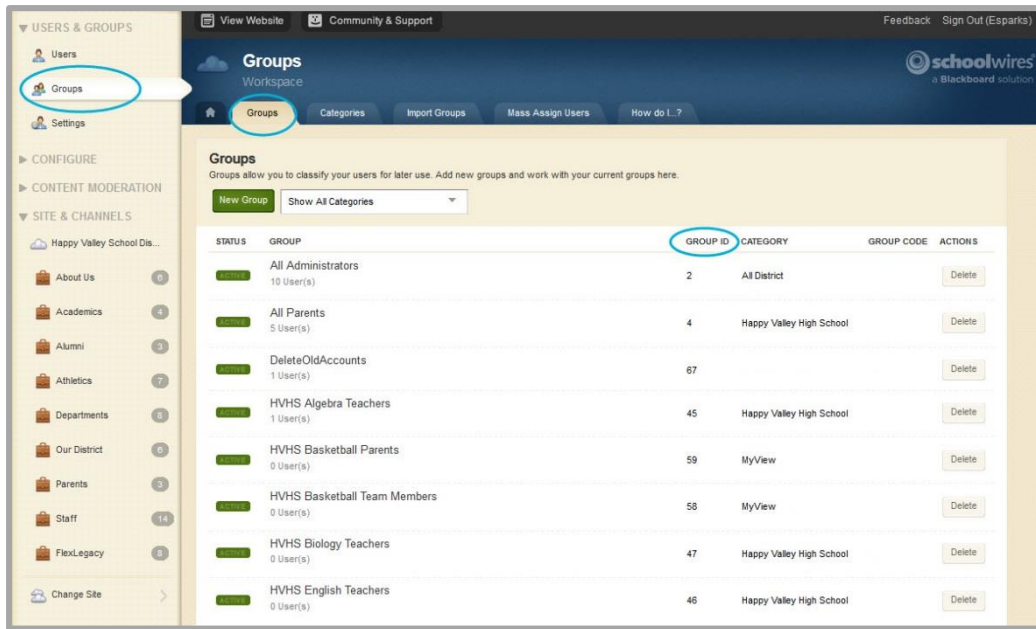 USERS & GROUPS
Users
Groups
Settings
CONFIGURE
CONTENT MODERATION
SITE & CHANNELS
Happy Valley School Dis...
About Us 6
Academics 4
Alumni 3
Athletics 7
Departments 8
Our District 6
Parents 3
Staff 14
FlexLegacy 8
Change Site
View Website Community & Support Feedback Sign Out (Esparks)
Groups
Workspace
schoolwires
a Blackboard solution
Groups Categories Import Groups Mass Assign Users How do I...?
Groups
Groups allow you to classify your users for later use. Add new groups and work with your current groups here.
New Group Show All Categories
STATUS GROUP GROUP ID CATEGORY GROUP CODE ACTIONS
ACTIVE All Administrators 2 All District Delete
10 User(s)
ACTIVE All Parents 4 Happy Valley High School Delete
5 User(s)
ACTIVE DeleteOldAccounts 67 Delete
1 User(s)
ACTIVE HVHS Algebra Teachers 45 Happy Valley High School Delete
1 User(s)
ACTIVE HVHS Basketball Parents 59 MyView Delete
0 User(s)
ACTIVE HVHS Basketball Team Members 58 MyView Delete
0 User(s)
ACTIVE HVHS Biology Teachers 47 Happy Valley High School Delete
0 User(s)
ACTIVE HVHS English Teachers 46 Happy Valley High School Delete
0 User(s)